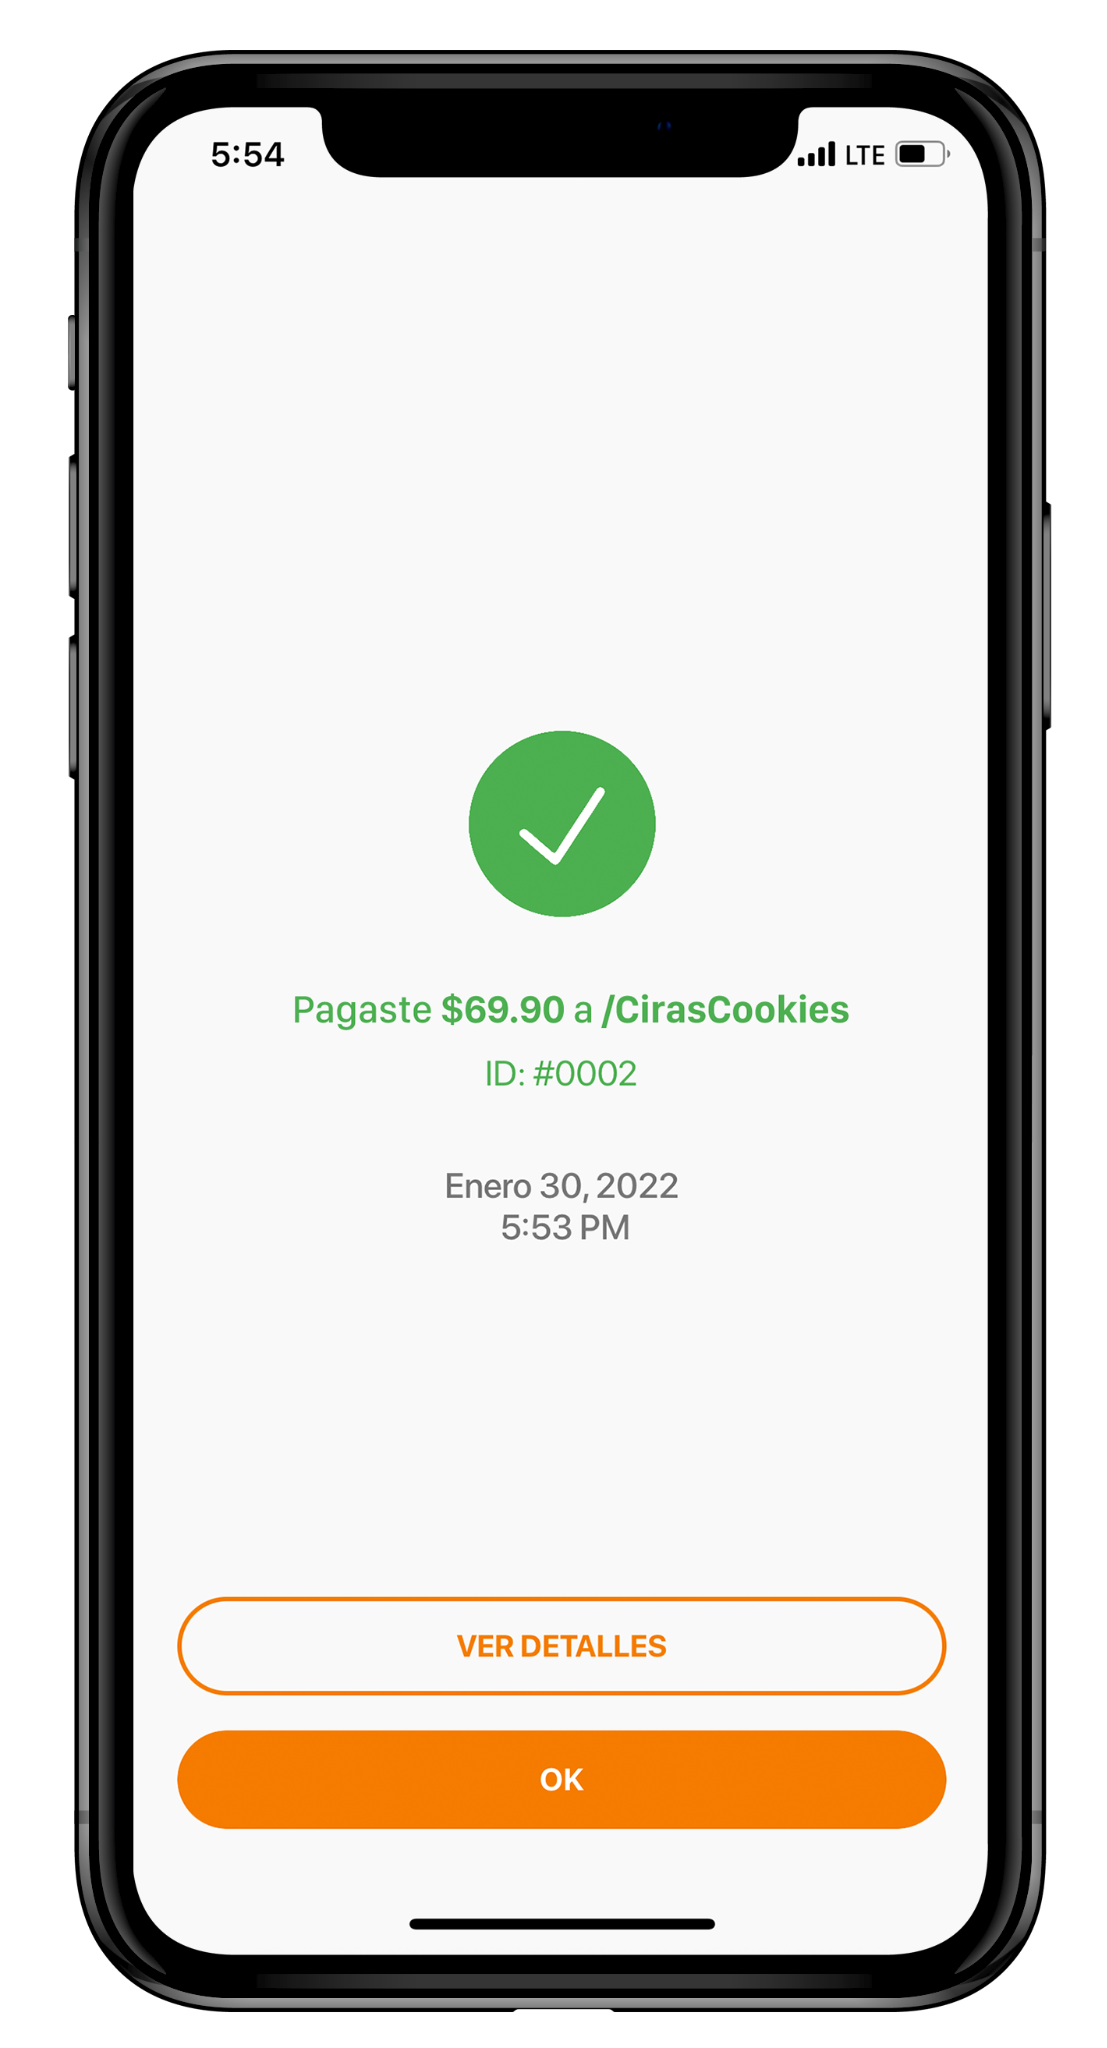 5:54 LTE
Pagaste $69.90 a /CirasCookies
ID: #0002
Enero 30, 2022
5:53 PM
VER DETALLES
OK